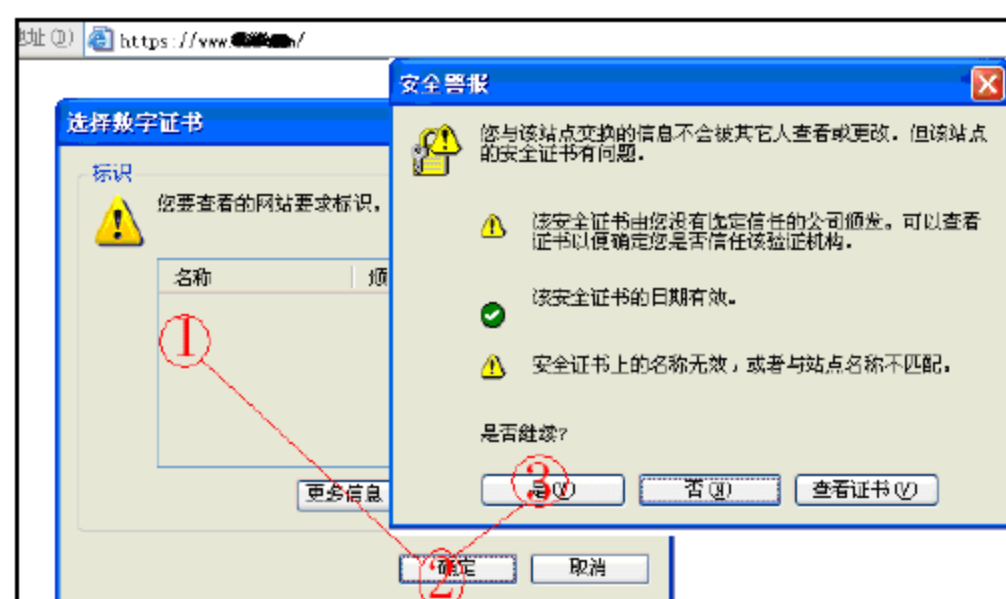 址(D) https://www.
安全警报
选择数字证书
您与该站点交换的信息不会被其它人查看或更改。但该站点
的安全证书有问题。
标识
您要查看的网站要求标识。
该安全证书由您没有选定信任的公司颁发。可以查看
证书以便确定您是否信任该验证机构。
名称
颁
该安全证书的日期有效。
①
安全证书上的名称无效，或者与站点名称不匹配。
是否继续?
③
是(Y)
否(N)
查看证书(V)
更多信息
②
确定
取消